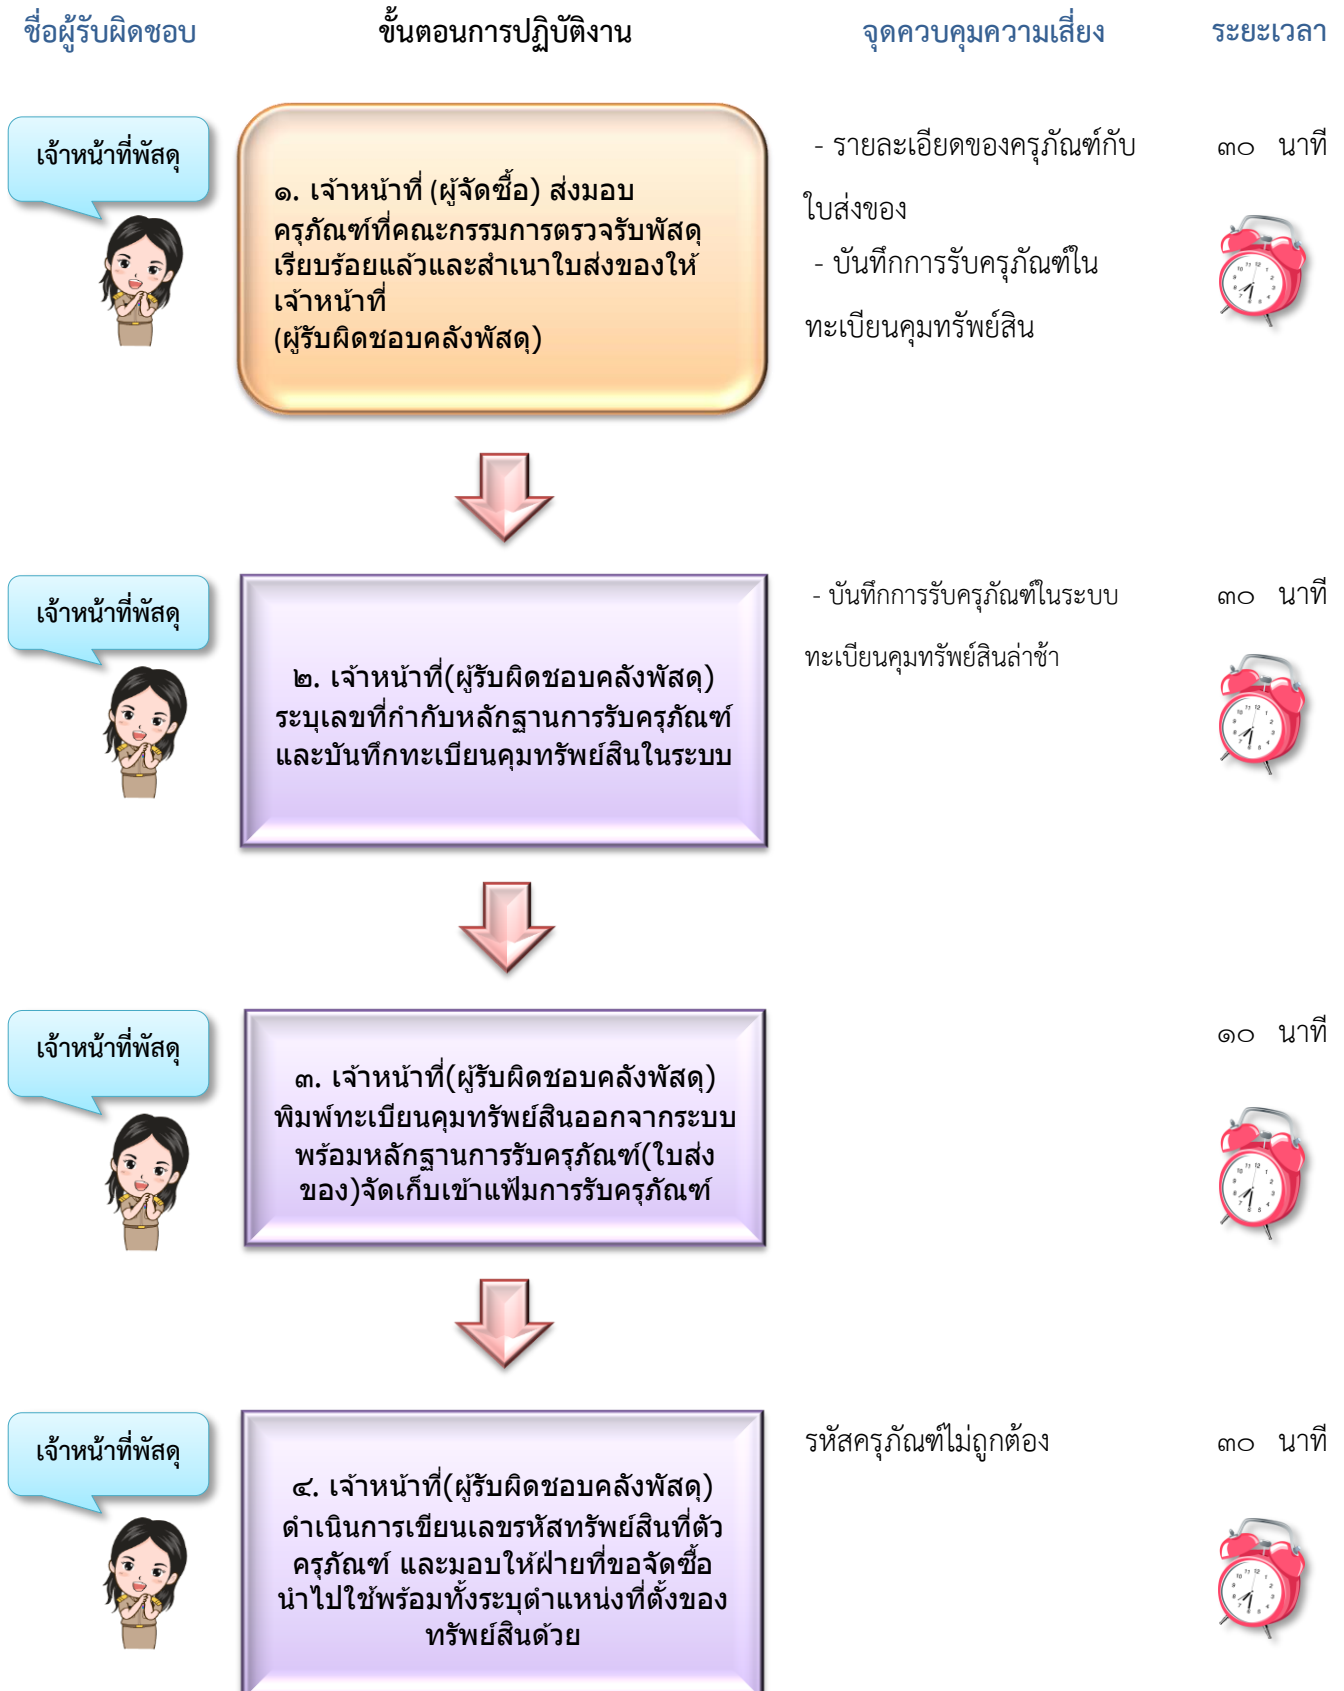 ชื่อผู้รับผิดชอบ
ขั้นตอนการปฏิบัติงาน
จุดควบคุมความเสี่ยง
ระยะเวลา
เจ้าหน้าที่พัสดุ
๑. เจ้าหน้าที่ (ผู้จัดซื้อ) ส่งมอบ
ครุภัณฑ์ที่คณะกรรมการตรวจรับพัสดุ
เรียบร้อยแล้วและสำเนาใบส่งของให้
เจ้าหน้าที่
(ผู้รับผิดชอบคลังพัสดุ)
- รายละเอียดของครุภัณฑ์กับ
ใบส่งของ
- บันทึกการรับครุภัณฑ์ใน
ทะเบียนคุมทรัพย์สิน
๓๐ นาที
เจ้าหน้าที่พัสดุ
๒. เจ้าหน้าที่(ผู้รับผิดชอบคลังพัสดุ)
ระบุเลขที่กำกับหลักฐานการรับครุภัณฑ์
และบันทึกทะเบียนคุมทรัพย์สินในระบบ
- บันทึกการรับครุภัณฑ์ในระบบ
ทะเบียนคุมทรัพย์สินล่าช้า
๓๐ นาที
เจ้าหน้าที่พัสดุ
๓. เจ้าหน้าที่(ผู้รับผิดชอบคลังพัสดุ)
พิมพ์ทะเบียนคุมทรัพย์สินออกจากระบบ
พร้อมหลักฐานการรับครุภัณฑ์(ใบส่ง
ของ)จัดเก็บเข้าแฟ้มการรับครุภัณฑ์
๑๐ นาที
เจ้าหน้าที่พัสดุ
๔. เจ้าหน้าที่(ผู้รับผิดชอบคลังพัสดุ)
ดำเนินการเขียนเลขรหัสทรัพย์สินที่ตัว
ครุภัณฑ์ และมอบให้ฝ่ายที่ขอจัดซื้อ
นำไปใช้พร้อมทั้งระบุตำแหน่งที่ตั้งของ
ทรัพย์สินด้วย
รหัสครุภัณฑ์ไม่ถูกต้อง
๓๐ นาที